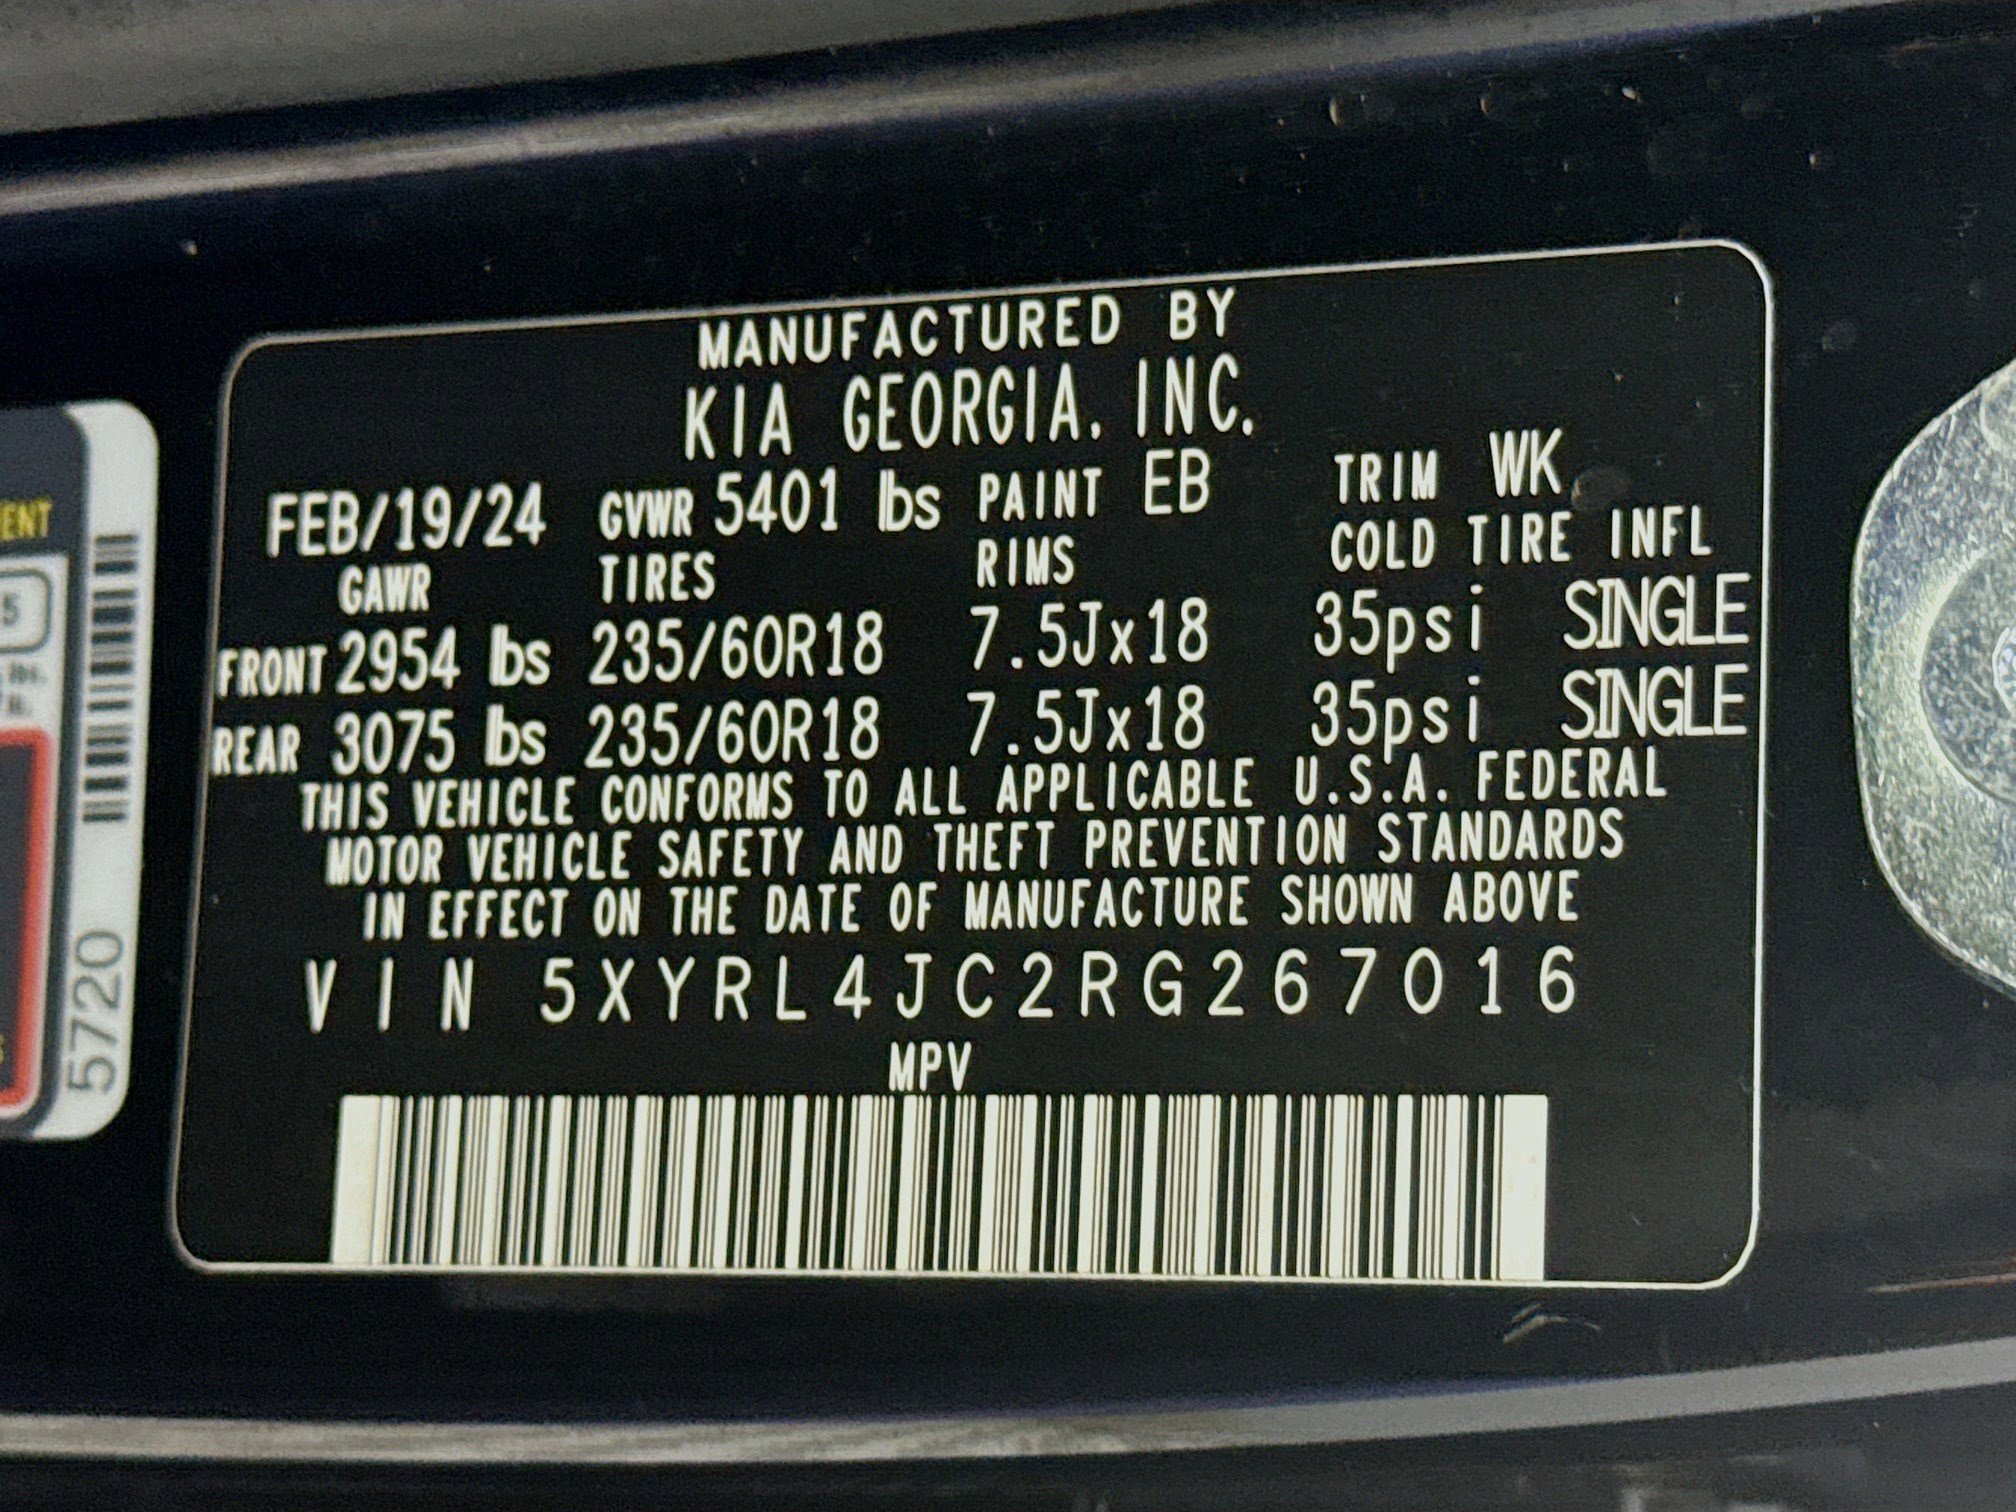 MANUFACTURED BY
KIA GEORGIA, INC.
FEB/19/24 GVWR 5401 lbs PAINT EB TRIM WK
GAWR TIRES RIMS COLD TIRE INFL
FRONT 2954 lbs 235/60R18 7.5Jx18 35psi SINGLE
REAR 3075 lbs 235/60R18 7.5Jx18 35psi SINGLE
THIS VEHICLE CONFORMS TO ALL APPLICABLE U.S.A. FEDERAL
MOTOR VEHICLE SAFETY AND THEFT PREVENTION STANDARDS
IN EFFECT ON THE DATE OF MANUFACTURE SHOWN ABOVE
VIN 5XYRL4JC2RG267016
MPV
5
5720